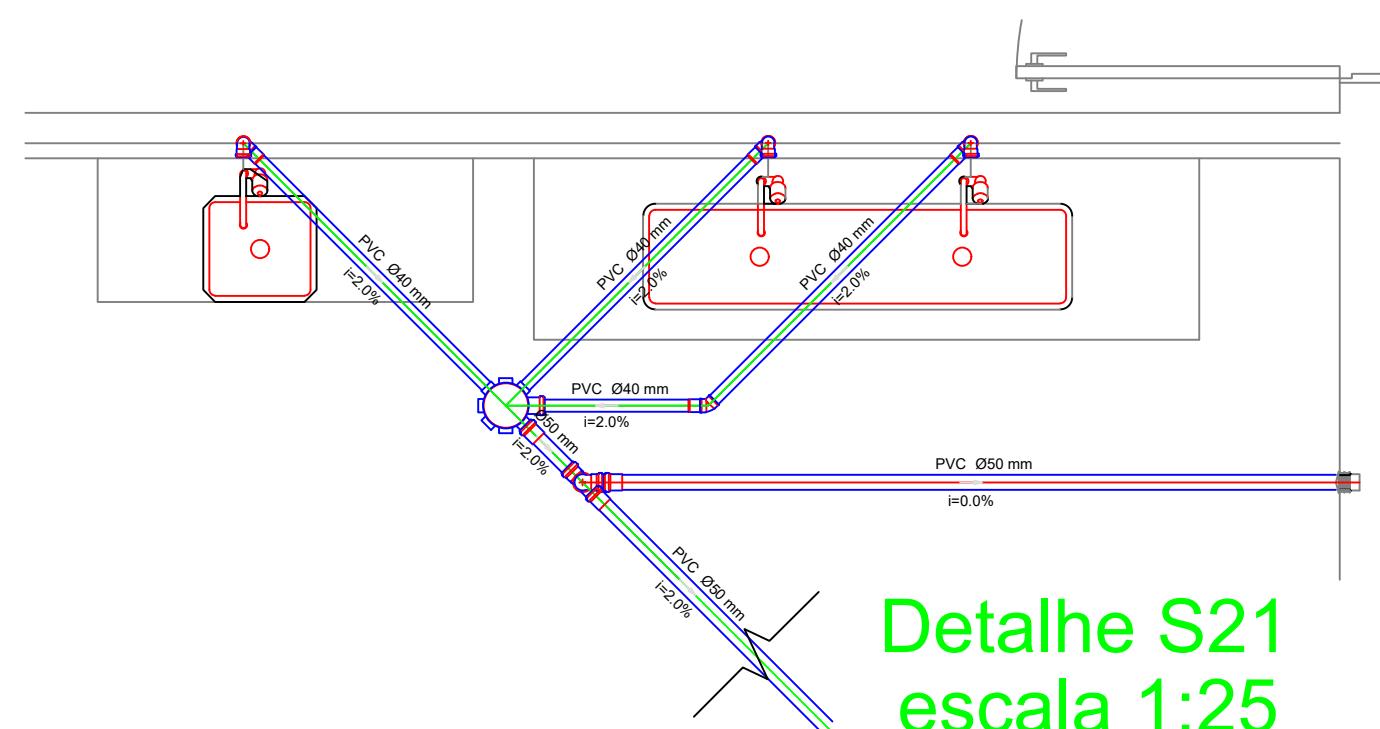 PVC Ø40 mm
i=2.0%
PVC Ø40 mm
i=2.0%
PVC Ø40 mm
i=2.0%
PVC Ø40 mm
i=2.0%
Ø50 mm
i=2.0%
PVC Ø50 mm
i=0.0%
PVC Ø50 mm
i=2.0%
Detalhe S21
escala 1:25